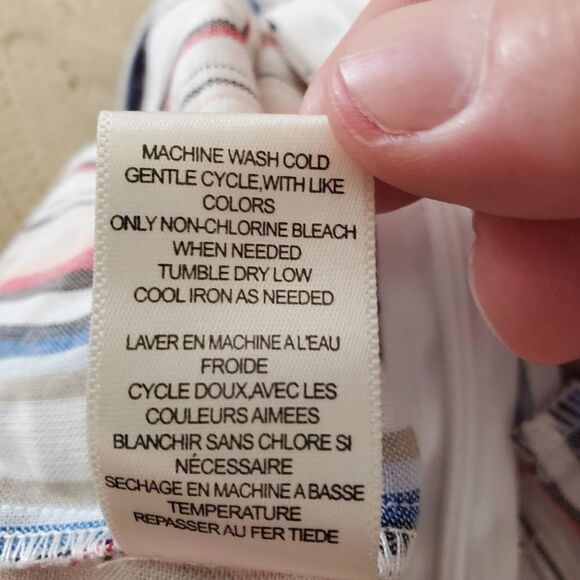 MACHINE WASH COLD
GENTLE CYCLE,WITH LIKE
COLORS
ONLY NON-CHLORINE BLEACH
WHEN NEEDED
TUMBLE DRY LOW
COOL IRON AS NEEDED
LAVER EN MACHINE A L'EAU
FROIDE
CYCLE DOUX,AVEC LES
COULEURS AIMEES
BLANCHIR SANS CHLORE SI
NÉCESSAIRE
SECHAGE EN MACHINE A BASSE
TEMPERATURE
REPASSER AU FER TIEDE